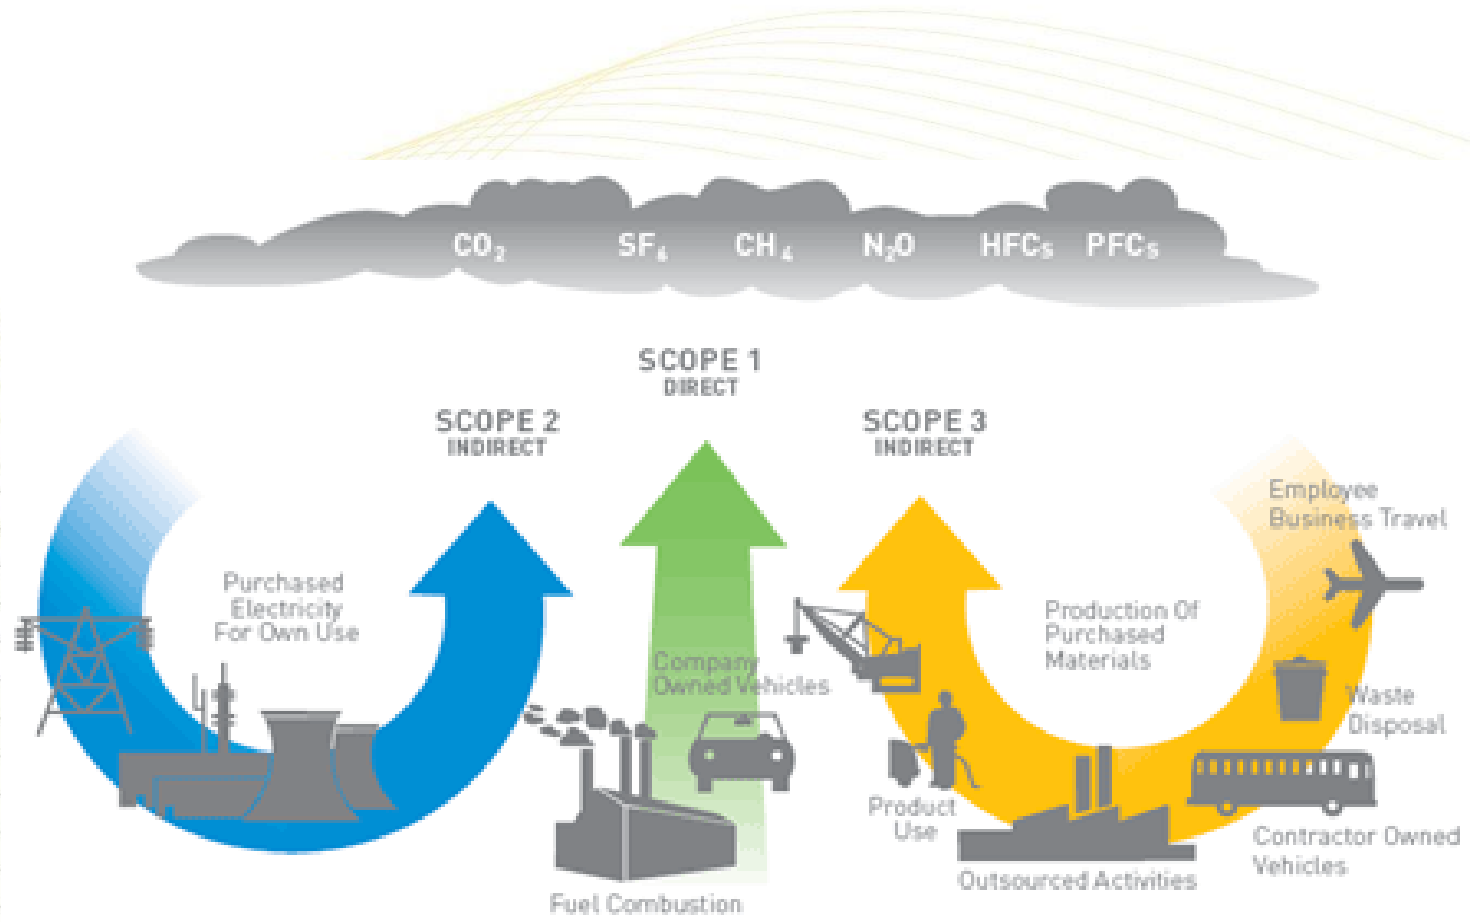 CO₂ SF₆ CH₄ N₂O HFCs PFCs
SCOPE 1
DIRECT
SCOPE 2
INDIRECT
SCOPE 3
INDIRECT
Purchased
Electricity
For Own Use
Company
Owned Vehicles
Fuel Combustion
Production Of
Purchased
Materials
Employee
Business Travel
Waste
Disposal
Contractor Owned
Vehicles
Outsourced Activities
Product
Use